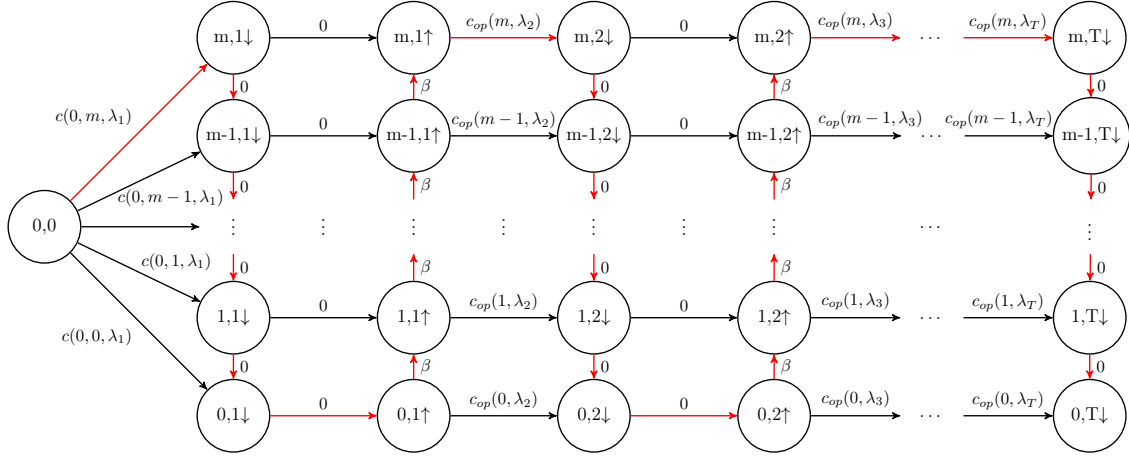 0 c_{op}(m, λ_2) 0 c_{op}(m, λ_3) c_{op}(m, λ_T)
m,1↓ m,1↑ m,2↓ m,2↑ ··· m,T↓
0 β 0 β 0
c(0, m, λ_1)
0 c_{op}(m − 1, λ_2) 0 c_{op}(m − 1, λ_3) c_{op}(m − 1, λ_T)
m-1,1↓ m-1,1↑ m-1,2↓ m-1,2↑ ··· m-1,T↓
0 β 0 β 0
c(0, m − 1, λ_1)
0,0 ⋮ ⋮ ⋮ ⋮ ⋮ ⋮ ⋮ ··· ⋮
c(0, 1, λ_1)
0 β 0 β 0
0 c_{op}(1, λ_2) 0 c_{op}(1, λ_3) c_{op}(1, λ_T)
1,1↓ 1,1↑ 1,2↓ 1,2↑ ··· 1,T↓
c(0, 0, λ_1)
0 β 0 β 0
0 c_{op}(0, λ_2) 0 c_{op}(0, λ_3) c_{op}(0, λ_T)
0,1↓ 0,1↑ 0,2↓ 0,2↑ ··· 0,T↓